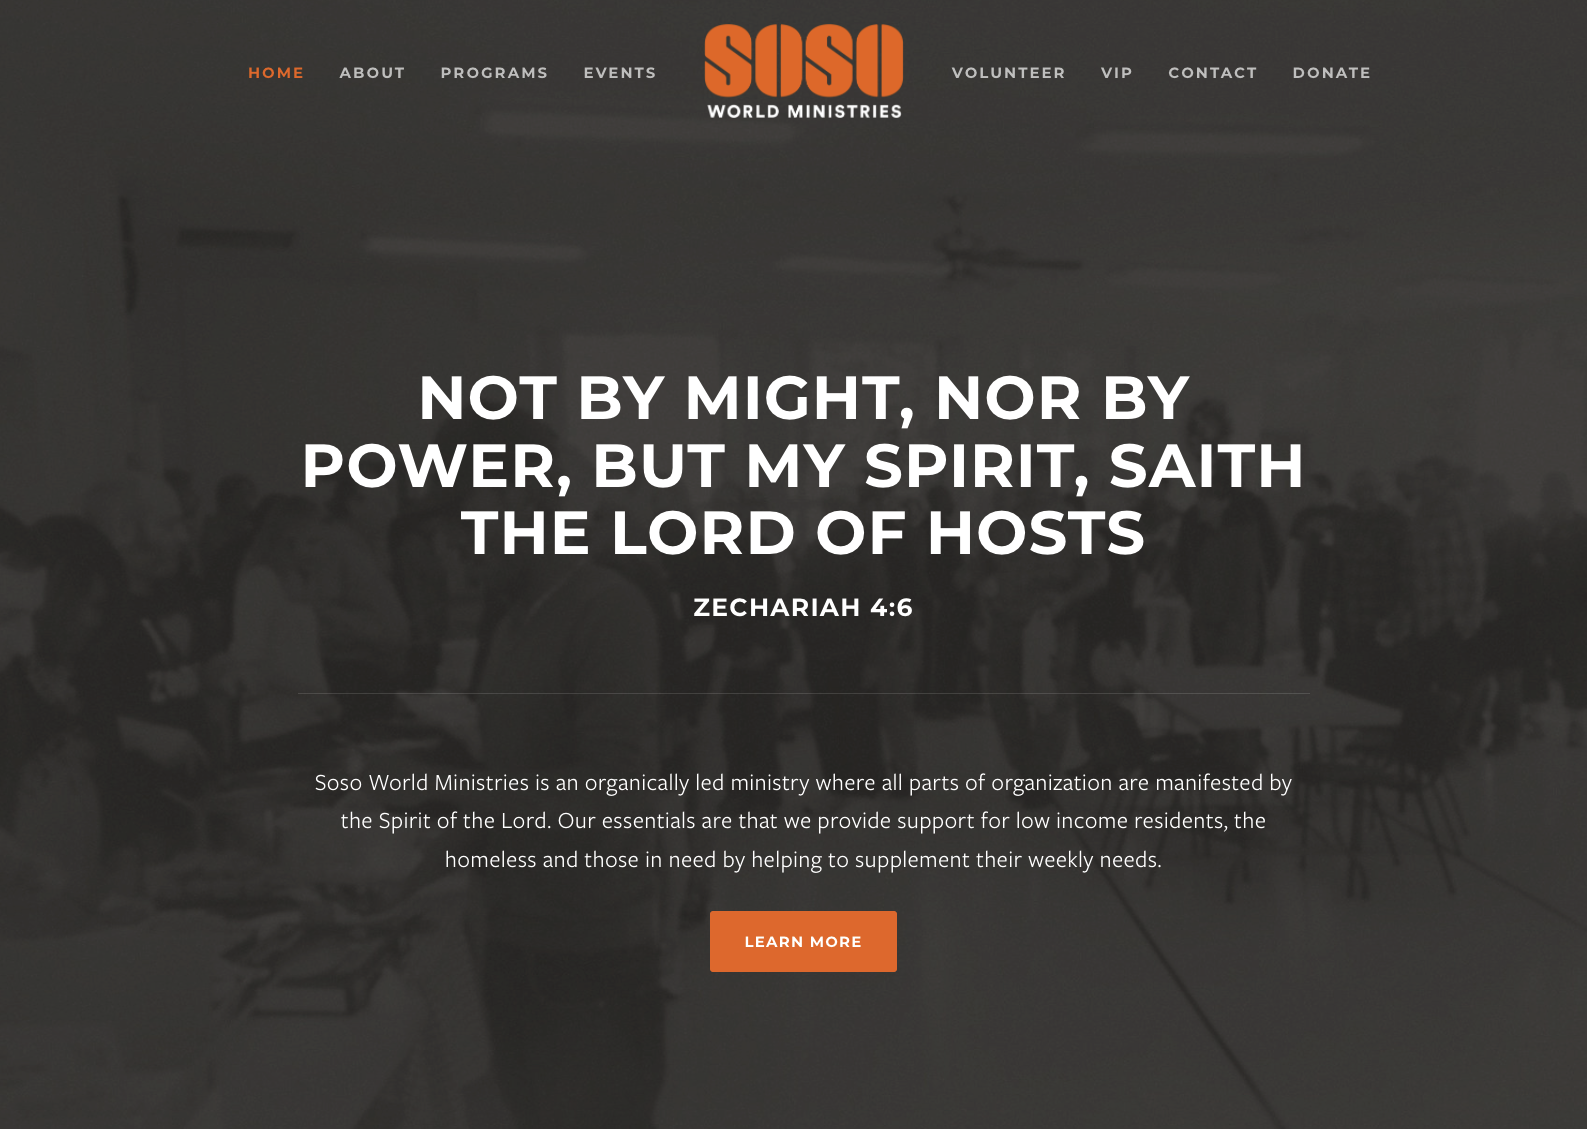 HOME ABOUT PROGRAMS EVENTS SOSO WORLD MINISTRIES VOLUNTEER VIP CONTACT DONATE
NOT BY MIGHT, NOR BY
POWER, BUT MY SPIRIT, SAITH
THE LORD OF HOSTS
ZECHARIAH 4:6
Soso World Ministries is an organically led ministry where all parts of organization are manifested by
the Spirit of the Lord. Our essentials are that we provide support for low income residents, the
homeless and those in need by helping to supplement their weekly needs.
LEARN MORE